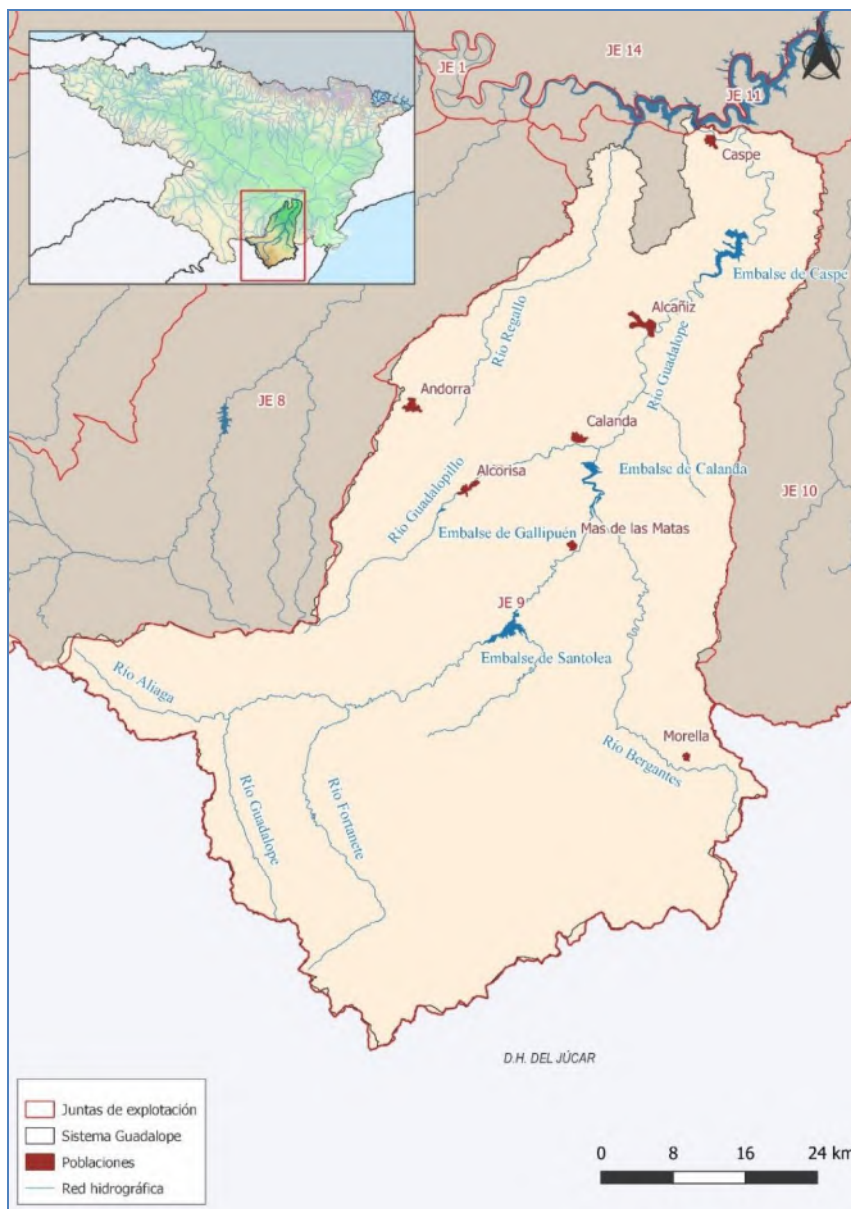 JE 14
JE 1
JE 11
Caspe
Embalse de Caspe
Alcañiz
Río Regallo
Río Guadalope
Andorra
JE 8
Calanda
Embalse de Calanda
Alcorisa
JE 10
Río Guadalopillo
Embalse de Gallipuén
Mas de las Matas
JE 9
Embalse de Santolea
Río Aliaga
Morella
Río Bergantes
Río Guadalope
Río Fortanete
D.H. DEL JÚCAR
Juntas de explotación
Sistema Guadalope
Poblaciones
Red hidrográfica
0 8 16 24 km